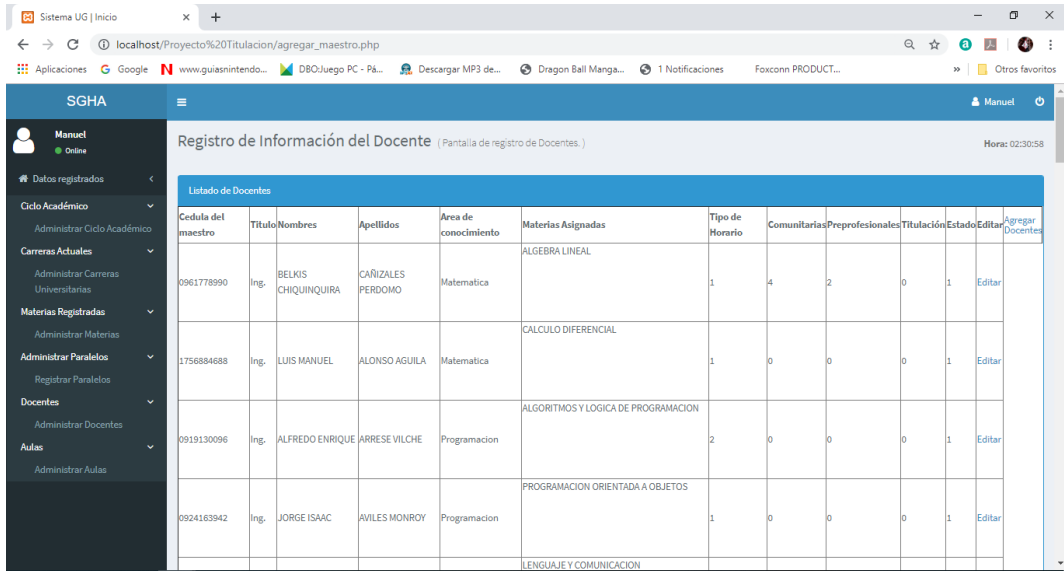 Sistema UG | Inicio
localhost/Proyecto%20Titulacion/agregar_maestro.php
Aplicaciones Google www.guiasnintendo... DBO:Juego PC - Pá... Descargar MP3 de... Dragon Ball Manga... 1 Notificaciones Foxconn PRODUCT... » Otros favoritos
SGHA Manuel
Manuel
Online
Registro de Información del Docente ( Pantalla de registro de Docentes. ) Hora: 02:30:58
Datos registrados
Ciclo Académico
Administrar Ciclo Académico
Carreras Actuales
Administrar Carreras
Universitarias
Materias Registradas
Administrar Materias
Administrar Paralelos
Registrar Paralelos
Docentes
Administrar Docentes
Aulas
Administrar Aulas
Listado de Docentes
Cedula del maestro Titulo Nombres Apellidos Area de conocimiento Materias Asignadas Tipo de Horario Comunitarias Preprofesionales Titulación Estado Editar Agregar Docentes
0961778990 Ing. BELKIS CHIQUINQUIRA CAÑIZALES PERDOMO Matematica ALGEBRA LINEAL 1 4 2 0 1 Editar
1756884688 Ing. LUIS MANUEL ALONSO AGUILA Matematica CALCULO DIFERENCIAL 1 0 0 0 1 Editar
0919130096 Ing. ALFREDO ENRIQUE ARRESE VILCHE Programacion ALGORITMOS Y LOGICA DE PROGRAMACION 2 0 0 0 1 Editar
0924163942 Ing. JORGE ISAAC AVILES MONROY Programacion PROGRAMACION ORIENTADA A OBJETOS 1 0 0 0 1 Editar
LENGUAJE Y COMUNICACION